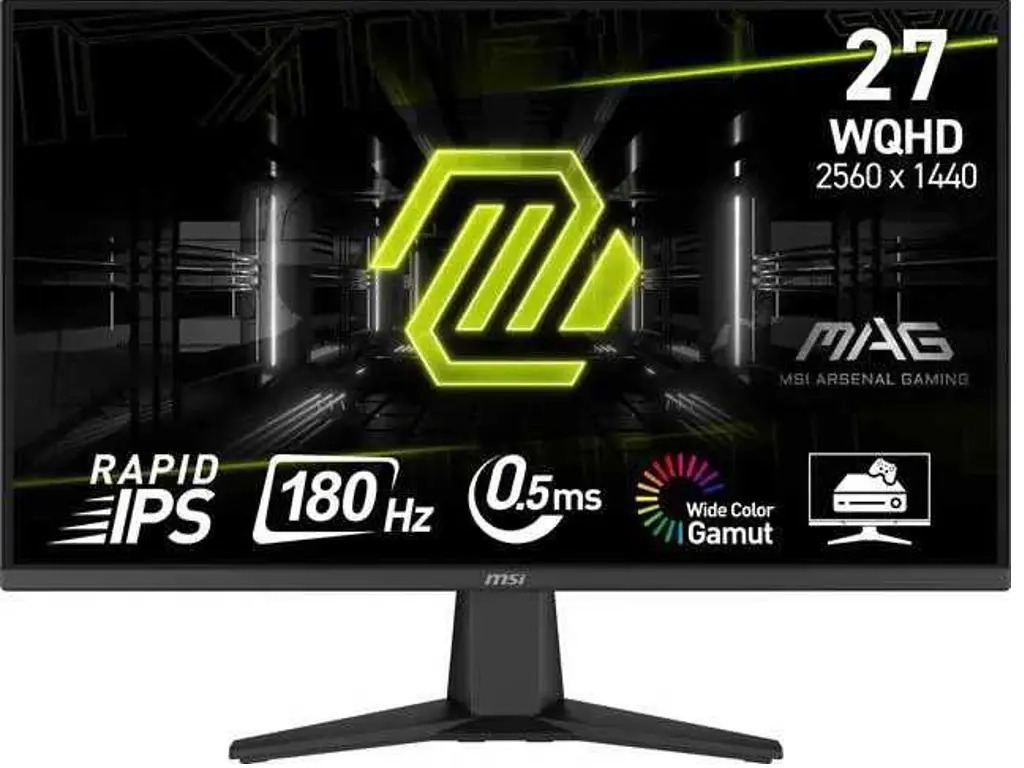 27
WQHD
2560 x 1440
MAG
MSI ARSENAL GAMING
RAPID
IPS
180 Hz
0.5ms
Wide Color
Gamut
msi